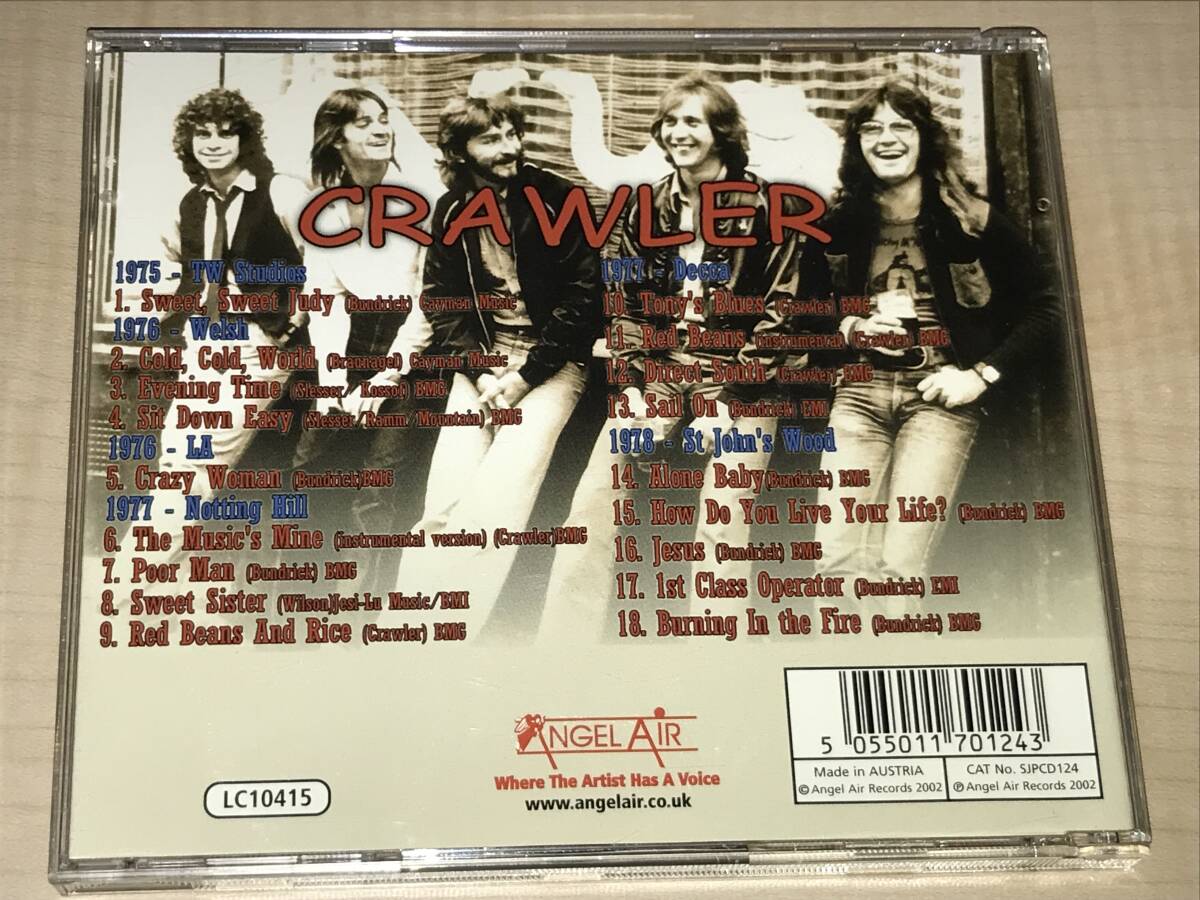 CRAWLER
1975 - TW Studios
1. Sweet, Sweet Judy (Bundrick) Cayman Music
1976 - Welsh
2. Cold, Cold, World (Braunagel) Cayman Music
3. Evening Time (Slesser/ Kossof) BMG
4. Sit Down Easy (Slesser/Ramm/Mountain) BMG
1976 - LA
5. Crazy Woman (Bundrick)BMG
1977 - Notting Hill
6. The Music's Mine (instrumental version) (Crawler)BMG
7. Poor Man (Bundrick) BMG
8. Sweet Sister (Wilson)Jesi-Lu Music/BMI
9. Red Beans And Rice (Crawler) BMG
1977 - Decca
10. Tony's Blues (Crawler) BMG
11. Red Beans (instrumental) (Crawler) BMG
12. Direct South (Crawler) BMG
13. Sail On (Bundrick) EMI
1978 - St John's Wood
14. Alone Baby(Bundrick) BMG
15. How Do You Live Your Life? (Bundrick) BMG
16. Jesus (Bundrick) BMG
17. 1st Class Operator (Bundrick) EMI
18. Burning In the Fire (Bundrick) BMG
ANGEL AIR
Where The Artist Has A Voice
www.angelair.co.uk
LC10415
5 055011 701243
Made in AUSTRIA
© Angel Air Records 2002
CAT No. SJPCD124
℗ Angel Air Records 2002